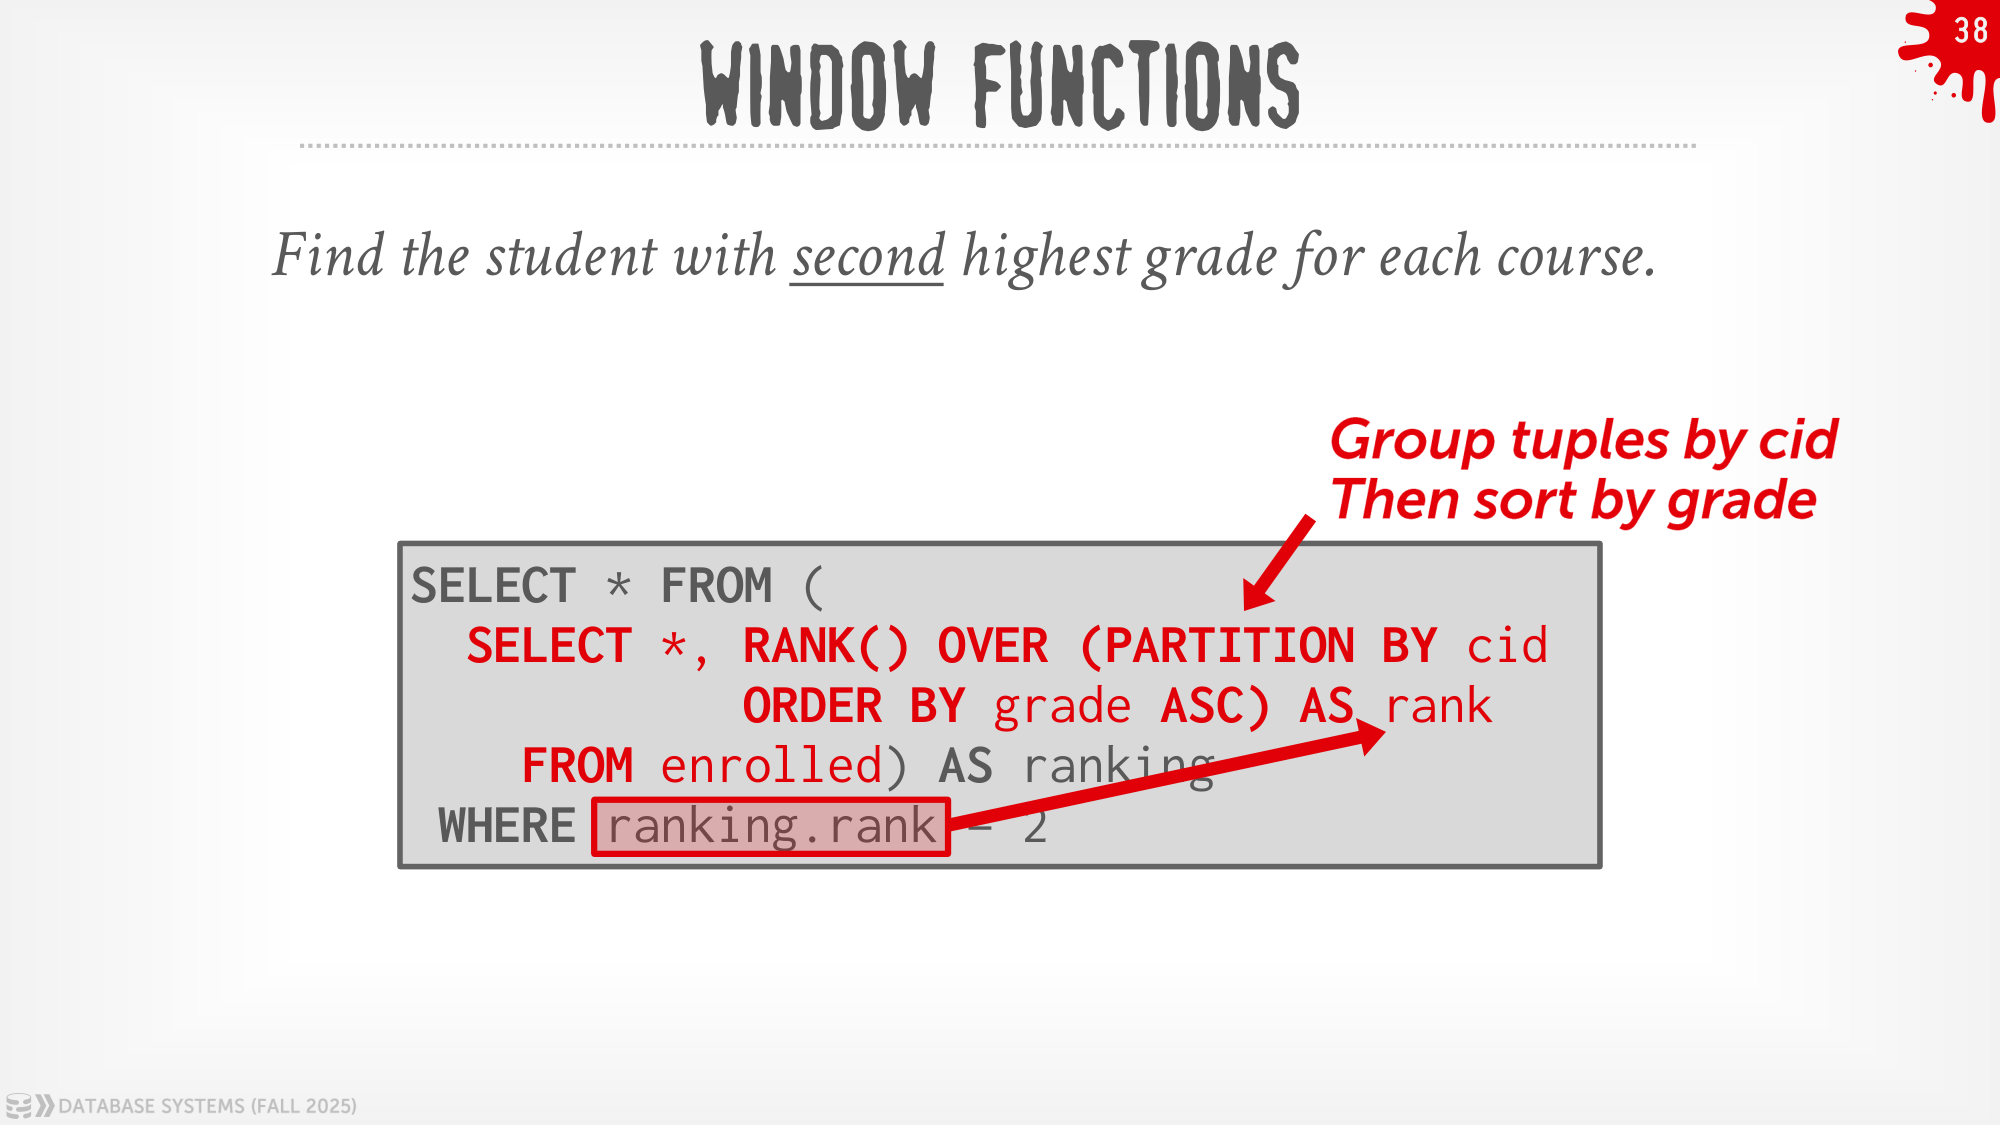 38
WINDOW FUNCTIONS
Find the student with second highest grade for each course.
Group tuples by cid
Then sort by grade
SELECT * FROM (
SELECT *, RANK() OVER (PARTITION BY cid
ORDER BY grade ASC) AS rank
FROM enrolled) AS ranking
WHERE ranking.rank = 2
DATABASE SYSTEMS (FALL 2025)